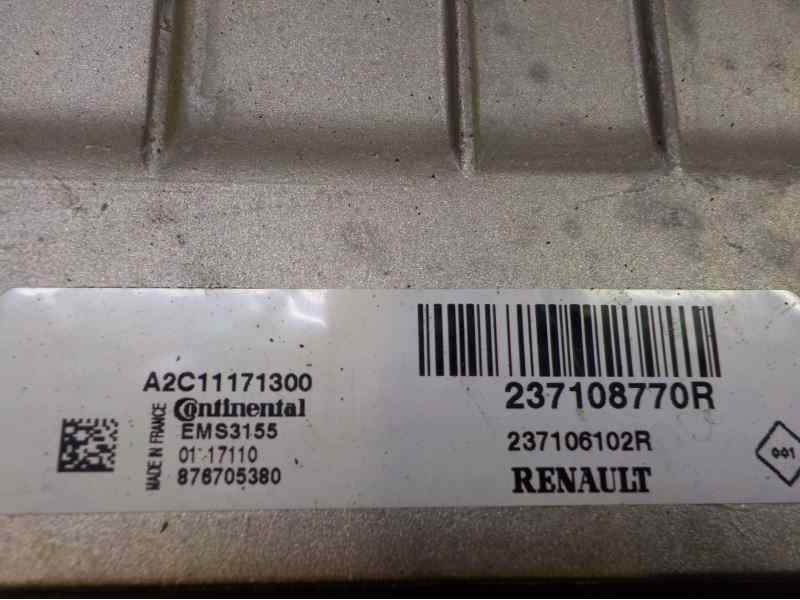 A2C11171300
Continental
EMS3155
01 17110
876705380
MADE IN FRANCE
237108770R
237106102R
RENAULT
001